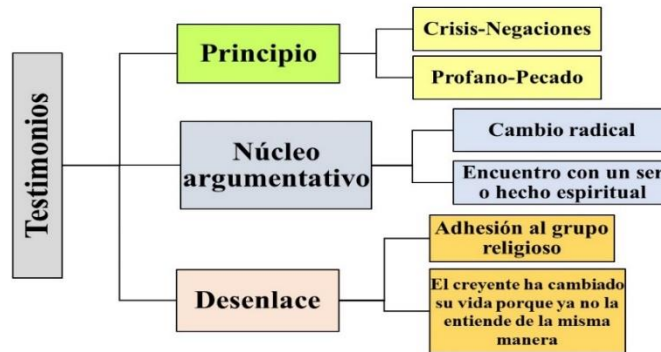 Testimonios
Principio
Crisis-Negaciones
Profano-Pecado
Núcleo
argumentativo
Cambio radical
Encuentro con un ser
o hecho espiritual
Desenlace
Adhesión al grupo
religioso
El creyente ha cambiado
su vida porque ya no la
entiende de la misma
manera